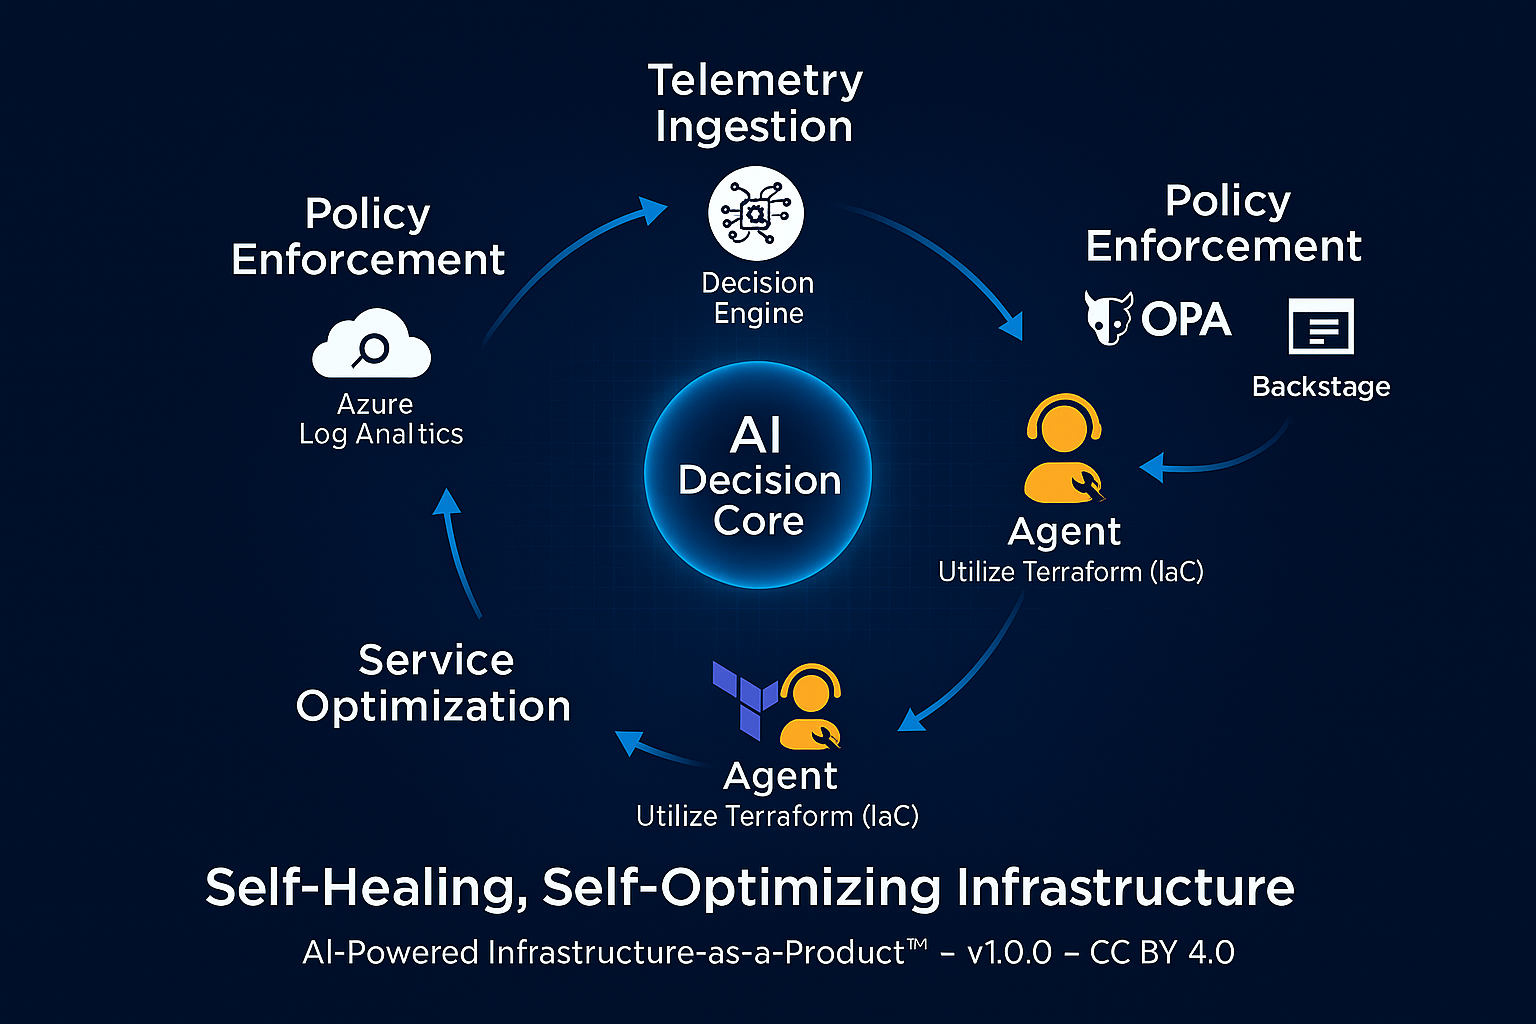 Telemetry
Ingestion
Decision
Engine
Policy
Enforcement
Azure
Log Analtics
Policy
Enforcement
OPA
Backstage
AI
Decision
Core
Agent
Utilize Terraform (IaC)
Service
Optimization
Agent
Utilize Terraform (IaC)
Self-Healing, Self-Optimizing Infrastructure
AI-Powered Infrastructure-as-a-Product™ – v1.0.0 – CC BY 4.0